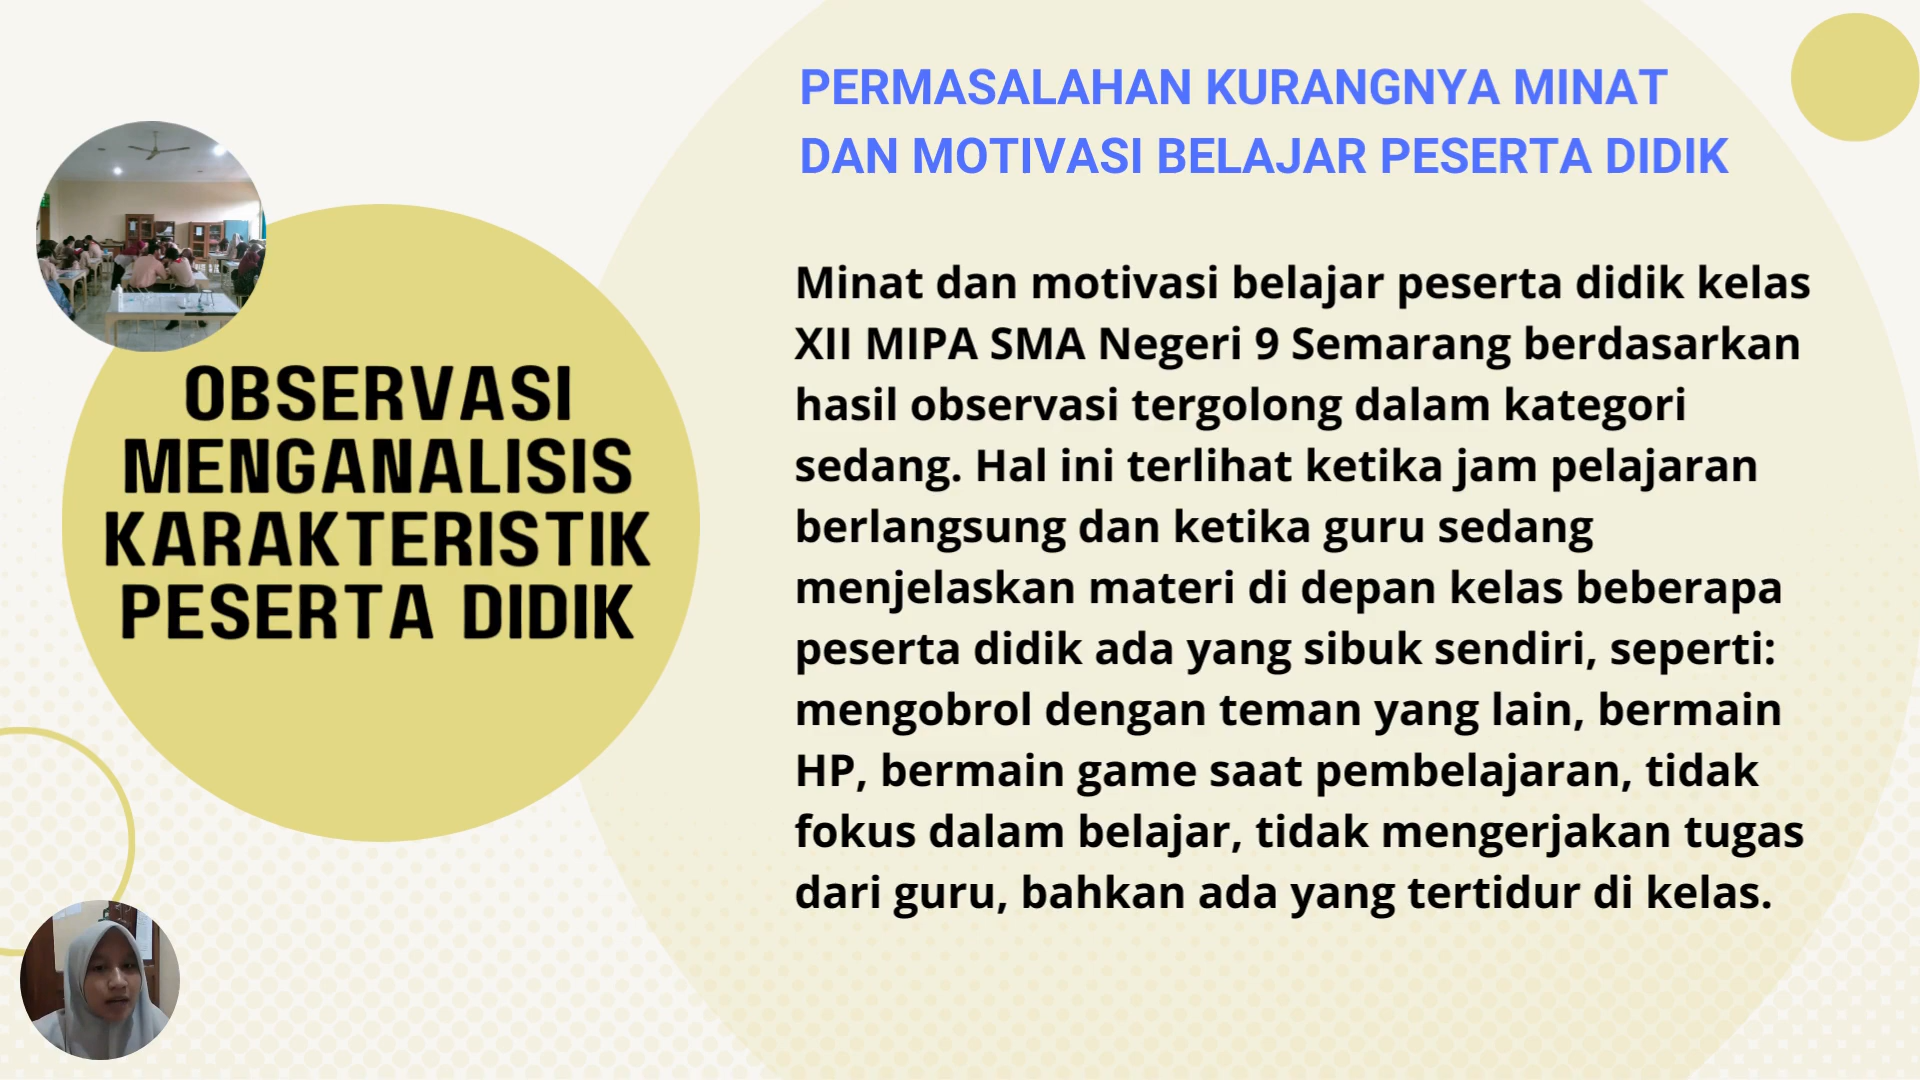 OBSERVASI
MENGANALISIS
KARAKTERISTIK
PESERTA DIDIK
PERMASALAHAN KURANGNYA MINAT
DAN MOTIVASI BELAJAR PESERTA DIDIK
Minat dan motivasi belajar peserta didik kelas
XII MIPA SMA Negeri 9 Semarang berdasarkan
hasil observasi tergolong dalam kategori
sedang. Hal ini terlihat ketika jam pelajaran
berlangsung dan ketika guru sedang
menjelaskan materi di depan kelas beberapa
peserta didik ada yang sibuk sendiri, seperti:
mengobrol dengan teman yang lain, bermain
HP, bermain game saat pembelajaran, tidak
fokus dalam belajar, tidak mengerjakan tugas
dari guru, bahkan ada yang tertidur di kelas.